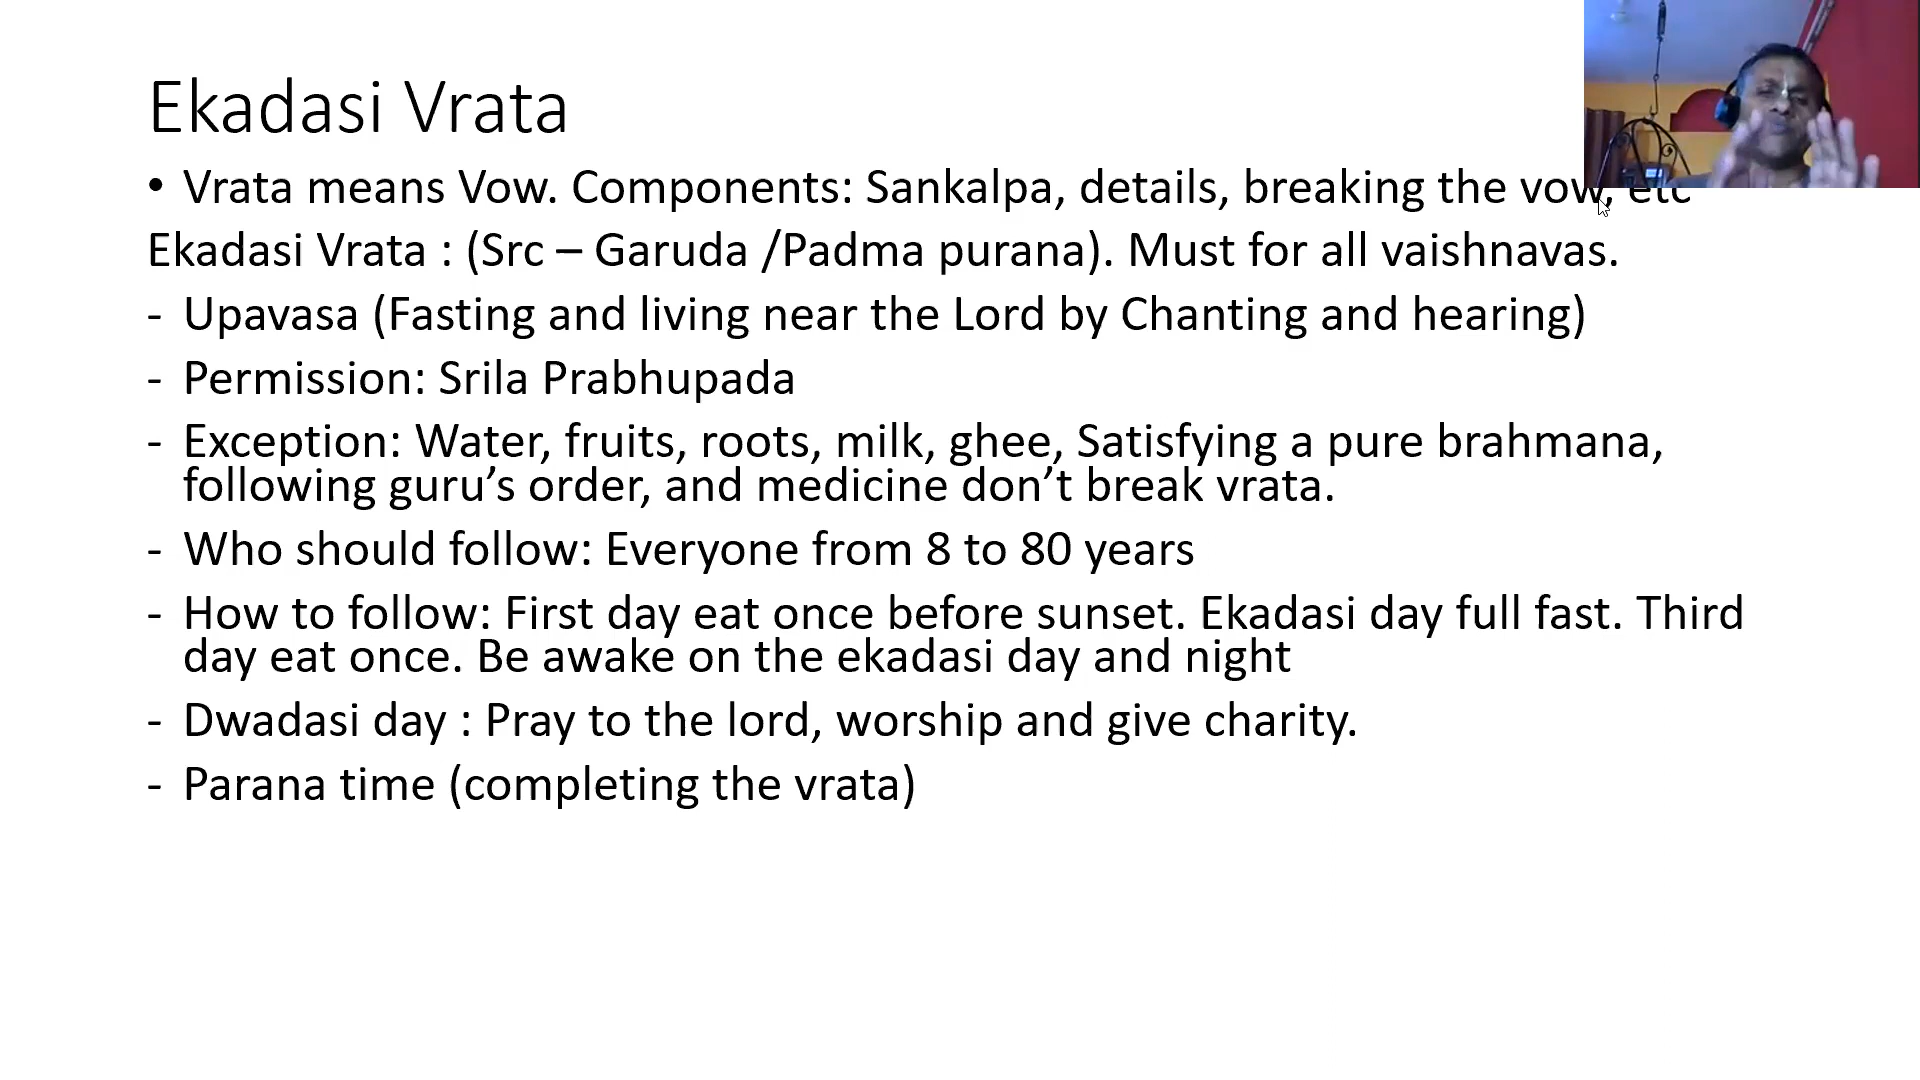 Ekadasi Vrata
• Vrata means Vow. Components: Sankalpa, details, breaking the vow, etc
Ekadasi Vrata : (Src – Garuda /Padma purana). Must for all vaishnavas.
- Upavasa (Fasting and living near the Lord by Chanting and hearing)
- Permission: Srila Prabhupada
- Exception: Water, fruits, roots, milk, ghee, Satisfying a pure brahmana,
following guru’s order, and medicine don’t break vrata.
- Who should follow: Everyone from 8 to 80 years
- How to follow: First day eat once before sunset. Ekadasi day full fast. Third
day eat once. Be awake on the ekadasi day and night
- Dwadasi day : Pray to the lord, worship and give charity.
- Parana time (completing the vrata)